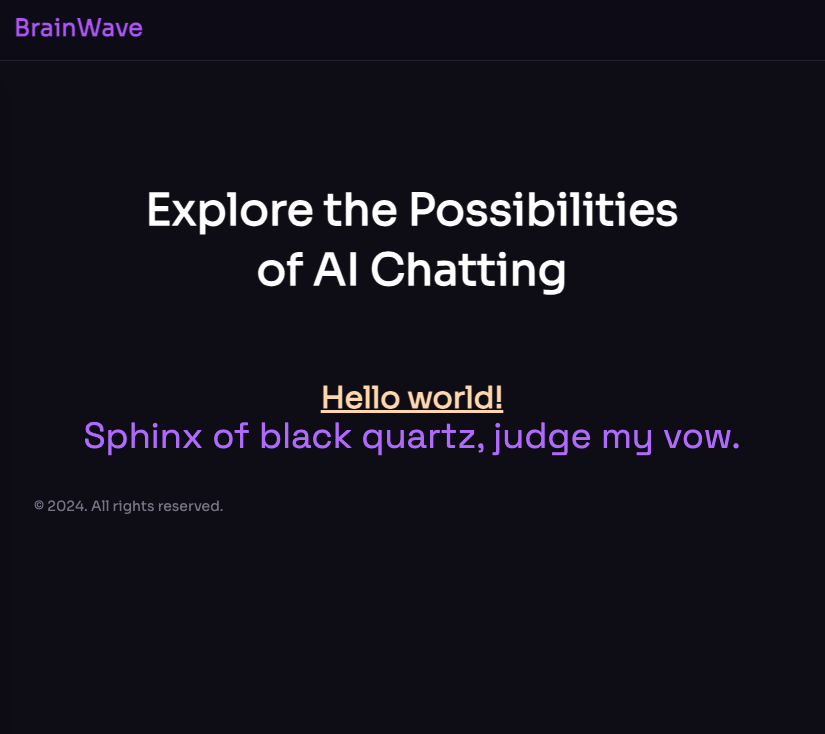 BrainWave
Explore the Possibilities
of AI Chatting
Hello world!
Sphinx of black quartz, judge my vow.
© 2024. All rights reserved.